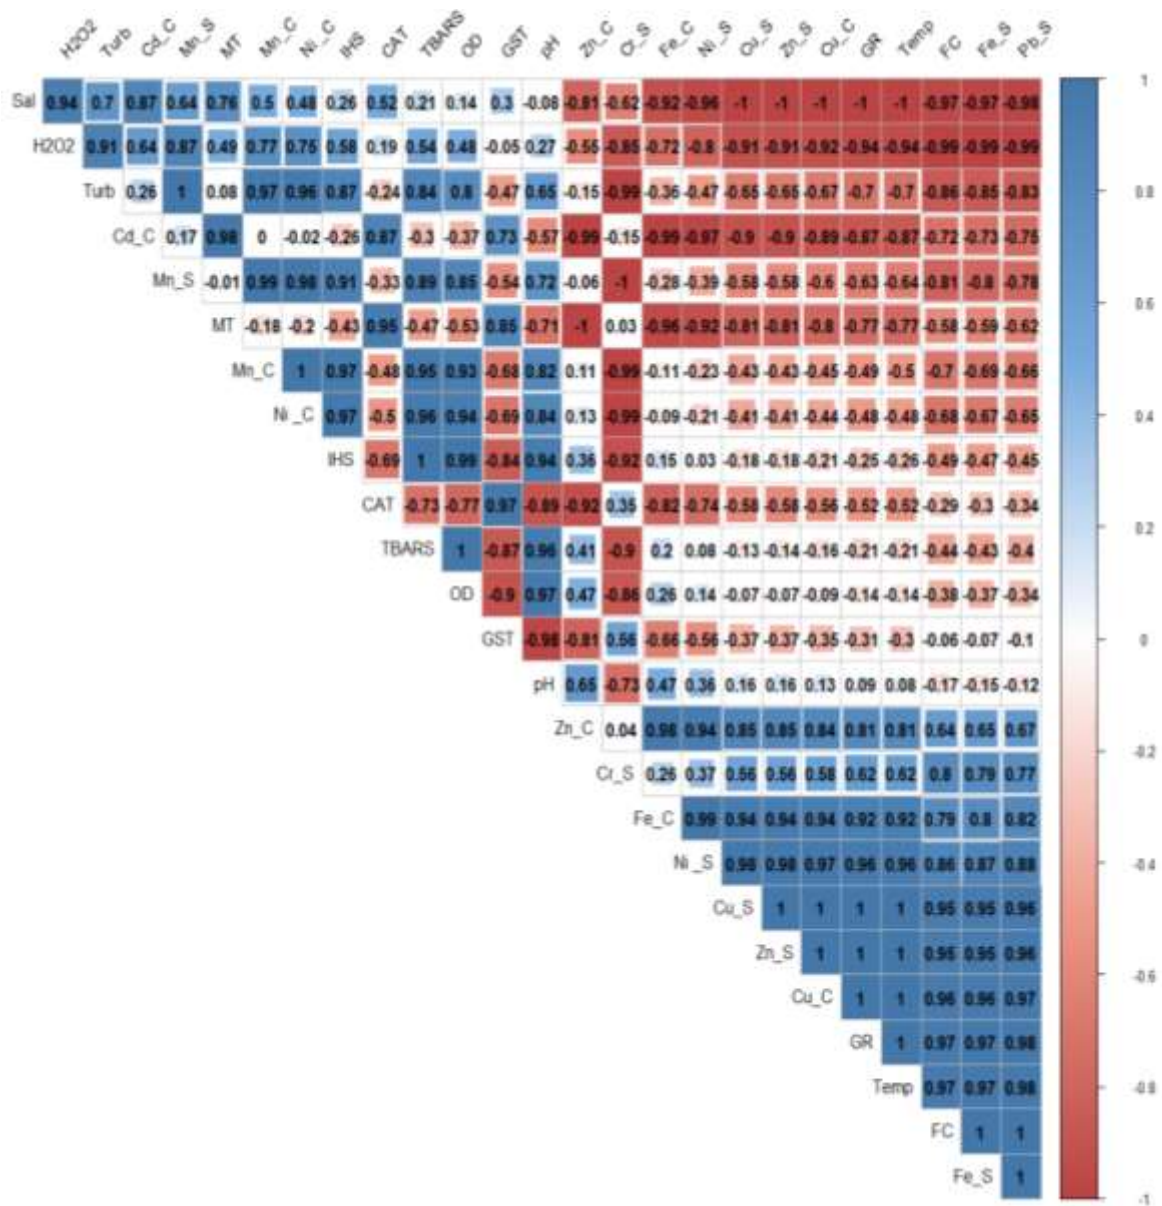 H2O2 Turb Cd_C Mn_S MT Mn_C Ni_C IHS CAT TBARS OD GST pH Zn_C Cr_S Fe_C Ni_S Cu_S Zn_S Cu_C GR Temp FC Fe_S Pb_S
Sal 0.94 0.7 0.87 0.64 0.76 0.5 0.48 0.26 0.52 0.21 0.14 0.3 -0.08 -0.81 -0.62 -0.92 -0.96 -1 -1 -1 -1 -1 -0.97 -0.97 -0.98
H2O2 0.91 0.64 0.87 0.49 0.77 0.75 0.58 0.19 0.54 0.48 -0.05 0.27 -0.55 -0.85 -0.72 -0.8 -0.91 -0.91 -0.92 -0.94 -0.94 -0.99 -0.99 -0.99
Turb 0.26 1 0.08 0.97 0.96 0.87 -0.24 0.84 0.8 -0.47 0.65 -0.15 -0.99 -0.36 -0.47 -0.65 -0.65 -0.67 -0.7 -0.7 -0.86 -0.85 -0.83
Cd_C 0.17 0.98 0 -0.02 -0.26 0.87 -0.3 -0.37 0.73 -0.57 -0.99 -0.15 -0.99 -0.97 -0.9 -0.9 -0.89 -0.87 -0.87 -0.72 -0.73 -0.75
Mn_S -0.01 0.99 0.98 0.91 -0.33 0.89 0.85 -0.54 0.72 -0.06 -1 -0.28 -0.39 -0.58 -0.58 -0.6 -0.63 -0.64 -0.81 -0.8 -0.78
MT -0.18 -0.2 -0.43 0.95 -0.47 -0.53 0.85 -0.71 -1 0.03 -0.96 -0.92 -0.81 -0.81 -0.8 -0.77 -0.77 -0.58 -0.59 -0.62
Mn_C 1 0.97 -0.48 0.95 0.93 -0.68 0.82 0.11 -0.99 -0.11 -0.23 -0.43 -0.43 -0.45 -0.49 -0.5 -0.7 -0.69 -0.66
Ni _C 0.97 -0.5 0.96 0.94 -0.69 0.84 0.13 -0.99 -0.09 -0.21 -0.41 -0.41 -0.44 -0.48 -0.48 -0.68 -0.67 -0.65
IHS -0.69 1 0.99 -0.84 0.94 0.36 -0.92 0.15 0.03 -0.18 -0.18 -0.21 -0.25 -0.26 -0.49 -0.47 -0.45
CAT -0.73 -0.77 0.97 -0.89 -0.92 0.35 -0.82 -0.74 -0.58 -0.58 -0.56 -0.52 -0.52 -0.29 -0.3 -0.34
TBARS 1 -0.87 0.96 0.41 -0.9 0.2 0.08 -0.13 -0.14 -0.16 -0.21 -0.21 -0.44 -0.43 -0.4
OD -0.9 0.97 0.47 -0.86 0.26 0.14 -0.07 -0.07 -0.09 -0.14 -0.14 -0.38 -0.37 -0.34
GST -0.98 -0.81 0.56 -0.66 -0.56 -0.37 -0.37 -0.35 -0.31 -0.3 -0.06 -0.07 -0.1
pH 0.65 -0.73 0.47 0.36 0.16 0.16 0.13 0.09 0.08 -0.17 -0.15 -0.12
Zn_C 0.04 0.98 0.94 0.85 0.85 0.84 0.81 0.81 0.64 0.65 0.67
Cr_S 0.26 0.37 0.56 0.56 0.58 0.62 0.62 0.8 0.79 0.77
Fe_C 0.99 0.94 0.94 0.94 0.92 0.92 0.79 0.8 0.82
Ni _S 0.98 0.98 0.97 0.96 0.96 0.86 0.87 0.88
Cu_S 1 1 1 1 0.95 0.95 0.96
Zn_S 1 1 1 0.95 0.95 0.96
Cu_C 1 1 0.96 0.96 0.97
GR 1 0.97 0.97 0.98
Temp 0.97 0.97 0.98
FC 1 1
Fe_S 1
1
0.8
0.6
0.4
0.2
0
-0.2
-0.4
-0.6
-0.8
-1